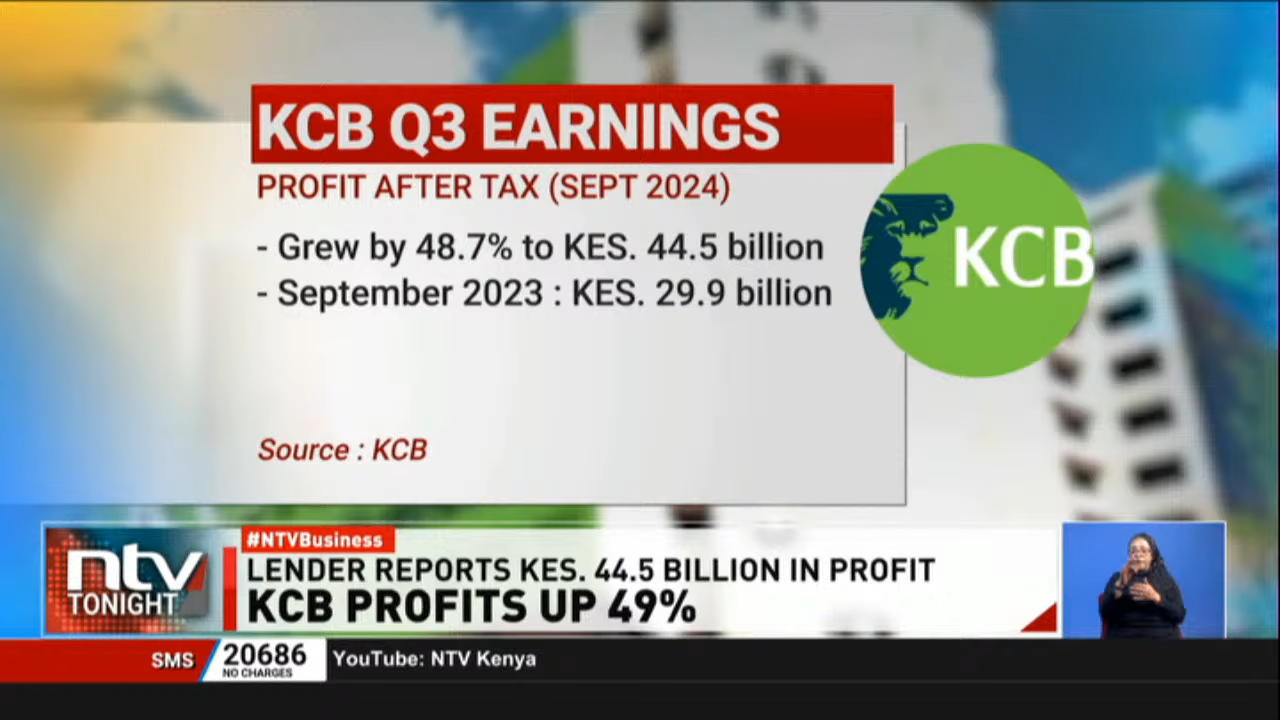 KCB Q3 EARNINGS
PROFIT AFTER TAX (SEPT 2024)
- Grew by 48.7% to KES. 44.5 billion
- September 2023 : KES. 29.9 billion
KCB
Source : KCB
ntv
TONIGHT
#NTVBusiness
LENDER REPORTS KES. 44.5 BILLION IN PROFIT
KCB PROFITS UP 49%
SMS
20686
NO CHARGES
YouTube: NTV Kenya